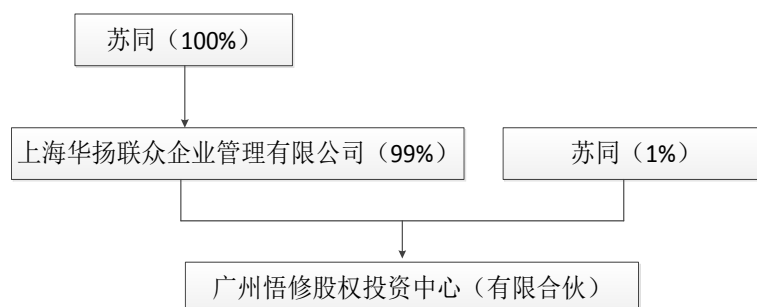 苏同（100%）
上海华扬联众企业管理有限公司（99%）
苏同（1%）
广州悟修股权投资中心（有限合伙）